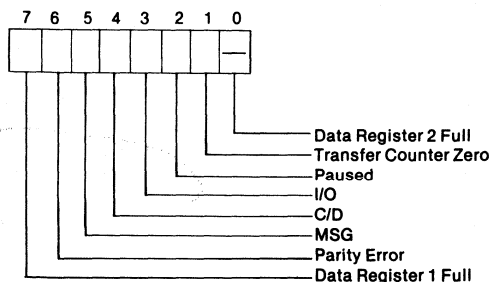 7 6 5 4 3 2 1 0
Data Register 2 Full
Transfer Counter Zero
Paused
I/O
C/D
MSG
Parity Error
Data Register 1 Full